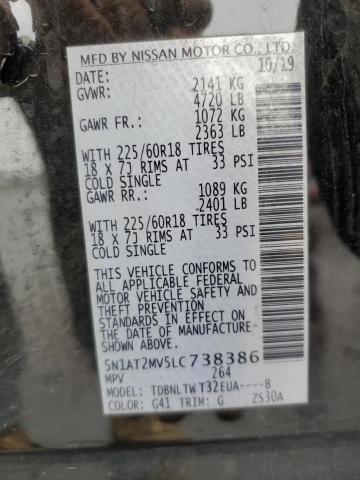 MFD BY NISSAN MOTOR CO., LTD.
DATE: 10/19
GVWR: 2141 KG
4720 LB
GAWR FR.: 1072 KG
2363 LB
WITH 225/60R18 TIRES
18 X 7J RIMS AT 33 PSI
COLD SINGLE
GAWR RR.: 1089 KG
2401 LB
WITH 225/60R18 TIRES
18 X 7J RIMS AT 33 PSI
COLD SINGLE
THIS VEHICLE CONFORMS TO
ALL APPLICABLE FEDERAL
MOTOR VEHICLE SAFETY AND
THEFT PREVENTION
STANDARDS IN EFFECT ON
THE DATE OF MANUFACTURE
SHOWN ABOVE.
5N1AT2MV5LC738386
MPV 264
MODEL: TDBNLTWT32EUA----B
COLOR: G41 TRIM: G ZS30A